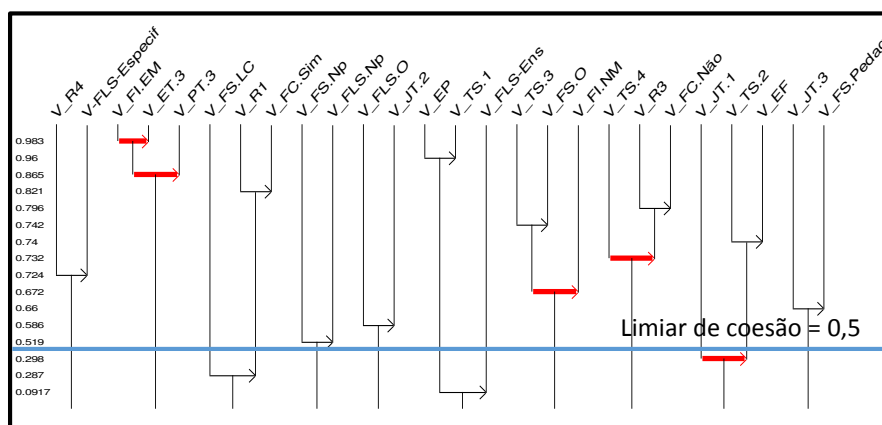 V_R4
V-FLS-Especif
V_FI.EM
V_ET.3
V_PT.3
V_FS.LC
V_R1
V_FC.Sim
V_FS.Np
V_FLS.Np
V_FLS.O
V_JT.2
V_EP
V_TS.1
V_FLS-Ens
V_TS.3
V_FS.O
V_FI.NM
V_TS.4
V_R3
V_FC.Não
V_JT.1
V_TS.2
V_EF
V_JT.3
V_FS.Pedag
0.983
0.96
0.865
0.821
0.796
0.742
0.74
0.732
0.724
0.672
0.66
0.586
0.519
Limiar de coesão = 0,5
0.298
0.287
0.0917